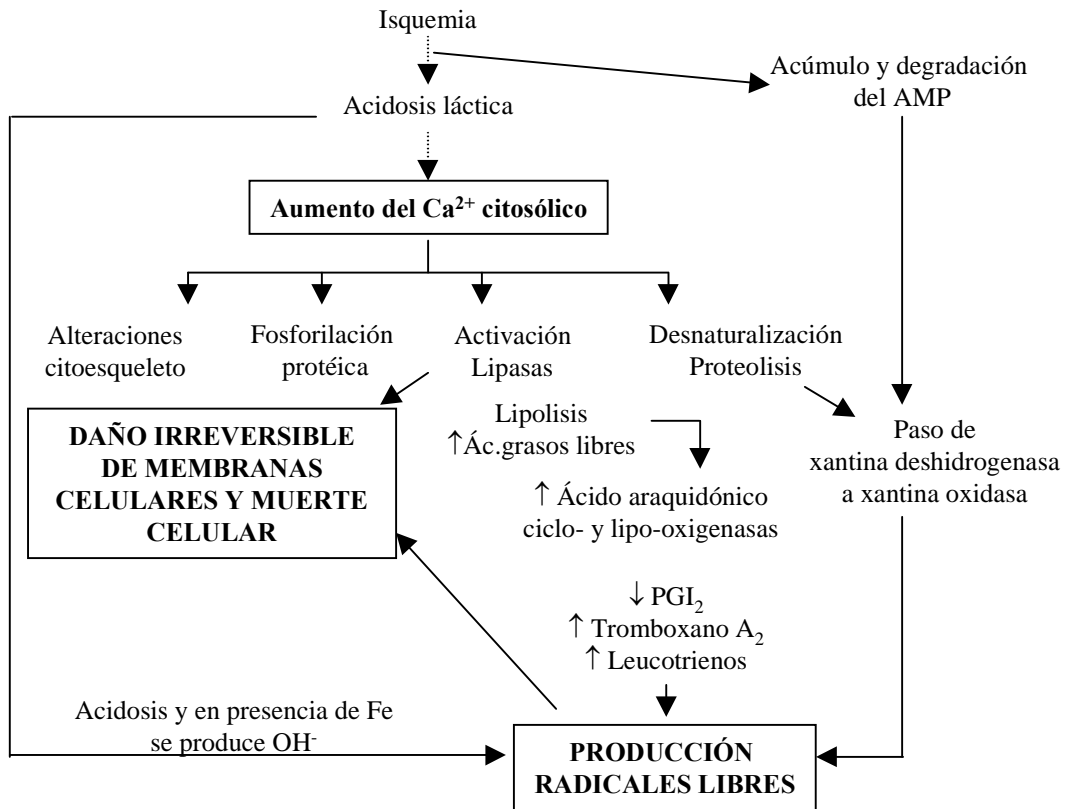 Isquemia
Acúmulo y degradación
del AMP
Acidosis láctica
Aumento del Ca²⁺ citosólico
Alteraciones
citoesqueleto
Fosforilación
protéica
Activación
Lipasas
Desnaturalización
Proteolisis
DAÑO IRREVERSIBLE
DE MEMBRANAS
CELULARES Y MUERTE
CELULAR
Lipolisis
↑Ác.grasos libres
Paso de
xantina deshidrogenasa
a xantina oxidasa
↑ Ácido araquidónico
ciclo- y lipo-oxigenasas
↓ PGI₂
↑ Tromboxano A₂
↑ Leucotrienos
Acidosis y en presencia de Fe
se produce OH⁻
PRODUCCIÓN
RADICALES LIBRES